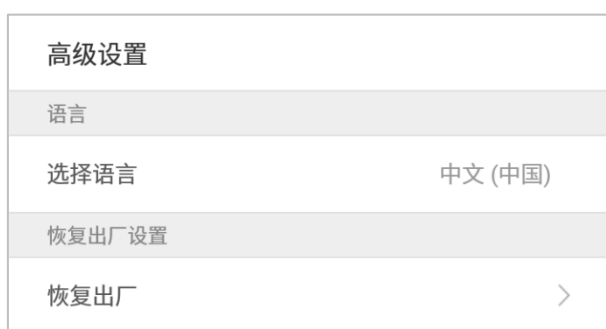 高级设置
语言
选择语言 中文 (中国)
恢复出厂设置
恢复出厂